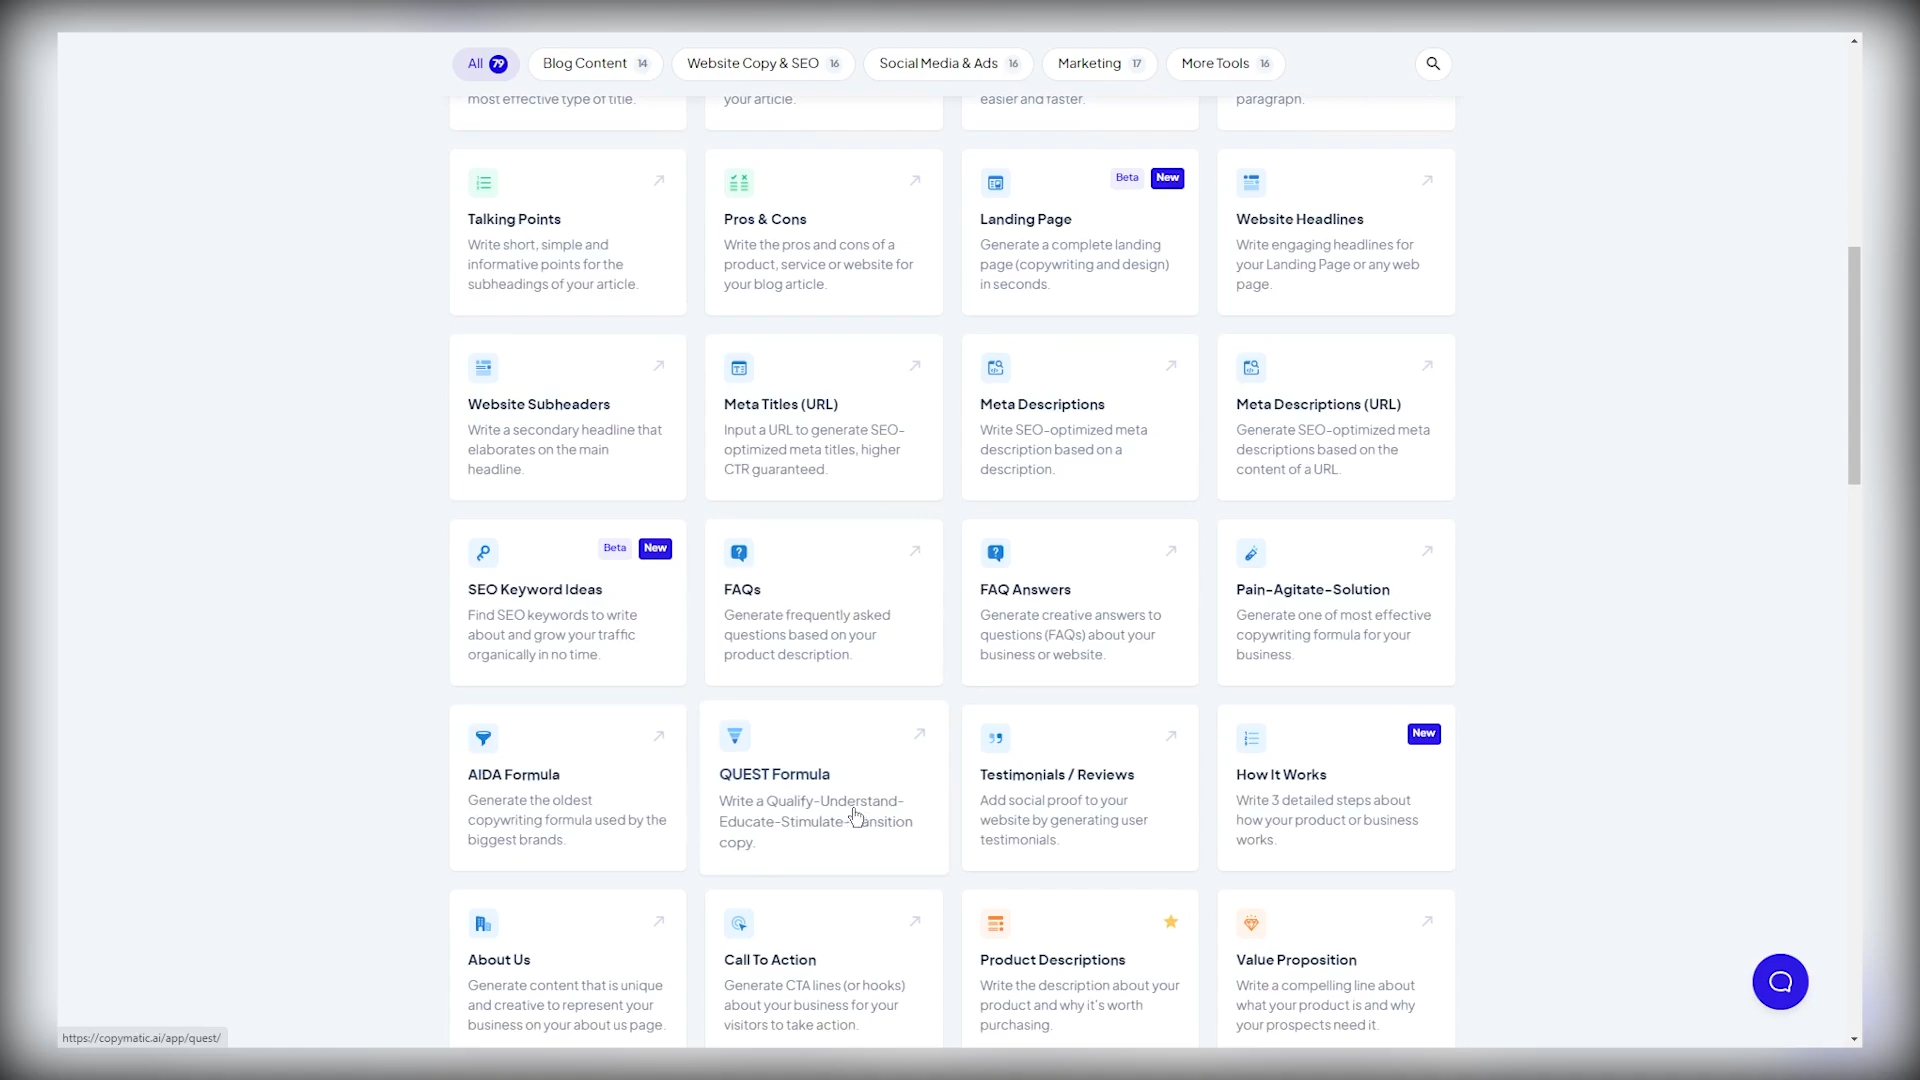 All 79 Blog Content 14 Website Copy & SEO 16 Social Media & Ads 16 Marketing 17 More Tools 16
most effective type of title.
your article.
easier and faster.
paragraph.
Talking Points
Write short, simple and
informative points for the
subheadings of your article.
Pros & Cons
Write the pros and cons of a
product, service or website for
your blog article.
Beta New
Landing Page
Generate a complete landing
page (copywriting and design)
in seconds.
Website Headlines
Write engaging headlines for
your Landing Page or any web
page.
Website Subheaders
Write a secondary headline that
elaborates on the main
headline.
Meta Titles (URL)
Input a URL to generate SEO-
optimized meta titles, higher
CTR guaranteed.
Meta Descriptions
Write SEO-optimized meta
description based on a
description.
Meta Descriptions (URL)
Generate SEO-optimized meta
descriptions based on the
content of a URL.
Beta New
SEO Keyword Ideas
Find SEO keywords to write
about and grow your traffic
organically in no time.
FAQs
Generate frequently asked
questions based on your
product description.
FAQ Answers
Generate creative answers to
questions (FAQs) about your
business or website.
Pain-Agitate-Solution
Generate one of most effective
copywriting formula for your
business.
AIDA Formula
Generate the oldest
copywriting formula used by the
biggest brands.
QUEST Formula
Write a Qualify-Understand-
Educate-Stimulate-Transition
copy.
Testimonials / Reviews
Add social proof to your
website by generating user
testimonials.
New
How It Works
Write 3 detailed steps about
how your product or business
works.
About Us
Generate content that is unique
and creative to represent your
business on your about us page.
Call To Action
Generate CTA lines (or hooks)
about your business for your
visitors to take action.
Product Descriptions
Write the description about your
product and why it's worth
purchasing.
Value Proposition
Write a compelling line about
what your product is and why
your prospects need it.
https://copymatic.ai/app/quest/